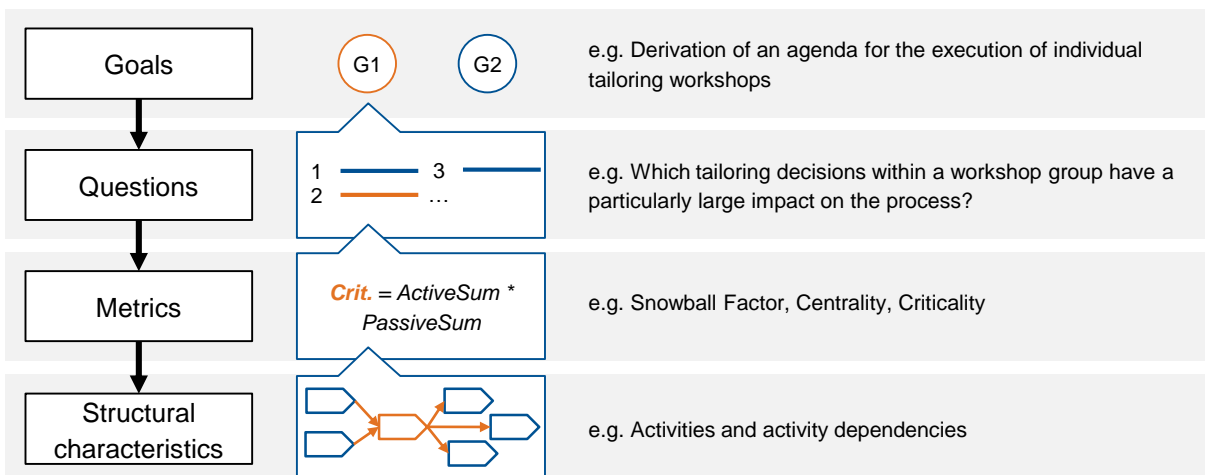 Goals
G1
G2
e.g. Derivation of an agenda for the execution of individual
tailoring workshops
Questions
1
3
2
…
e.g. Which tailoring decisions within a workshop group have a
particularly large impact on the process?
Metrics
Crit. = ActiveSum *
PassiveSum
e.g. Snowball Factor, Centrality, Criticality
Structural
characteristics
e.g. Activities and activity dependencies